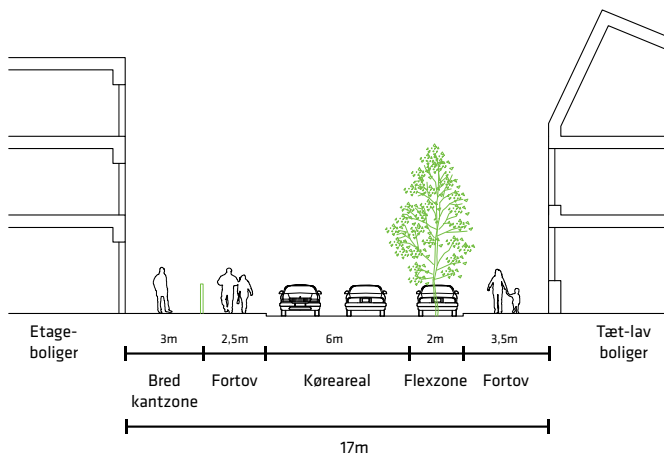 Etage-
boliger
3m
2,5m
6m
2m
3,5m
Tæt-lav
boliger
Bred
kantzone
Fortov
Køreareal
Flexzone
Fortov
17m